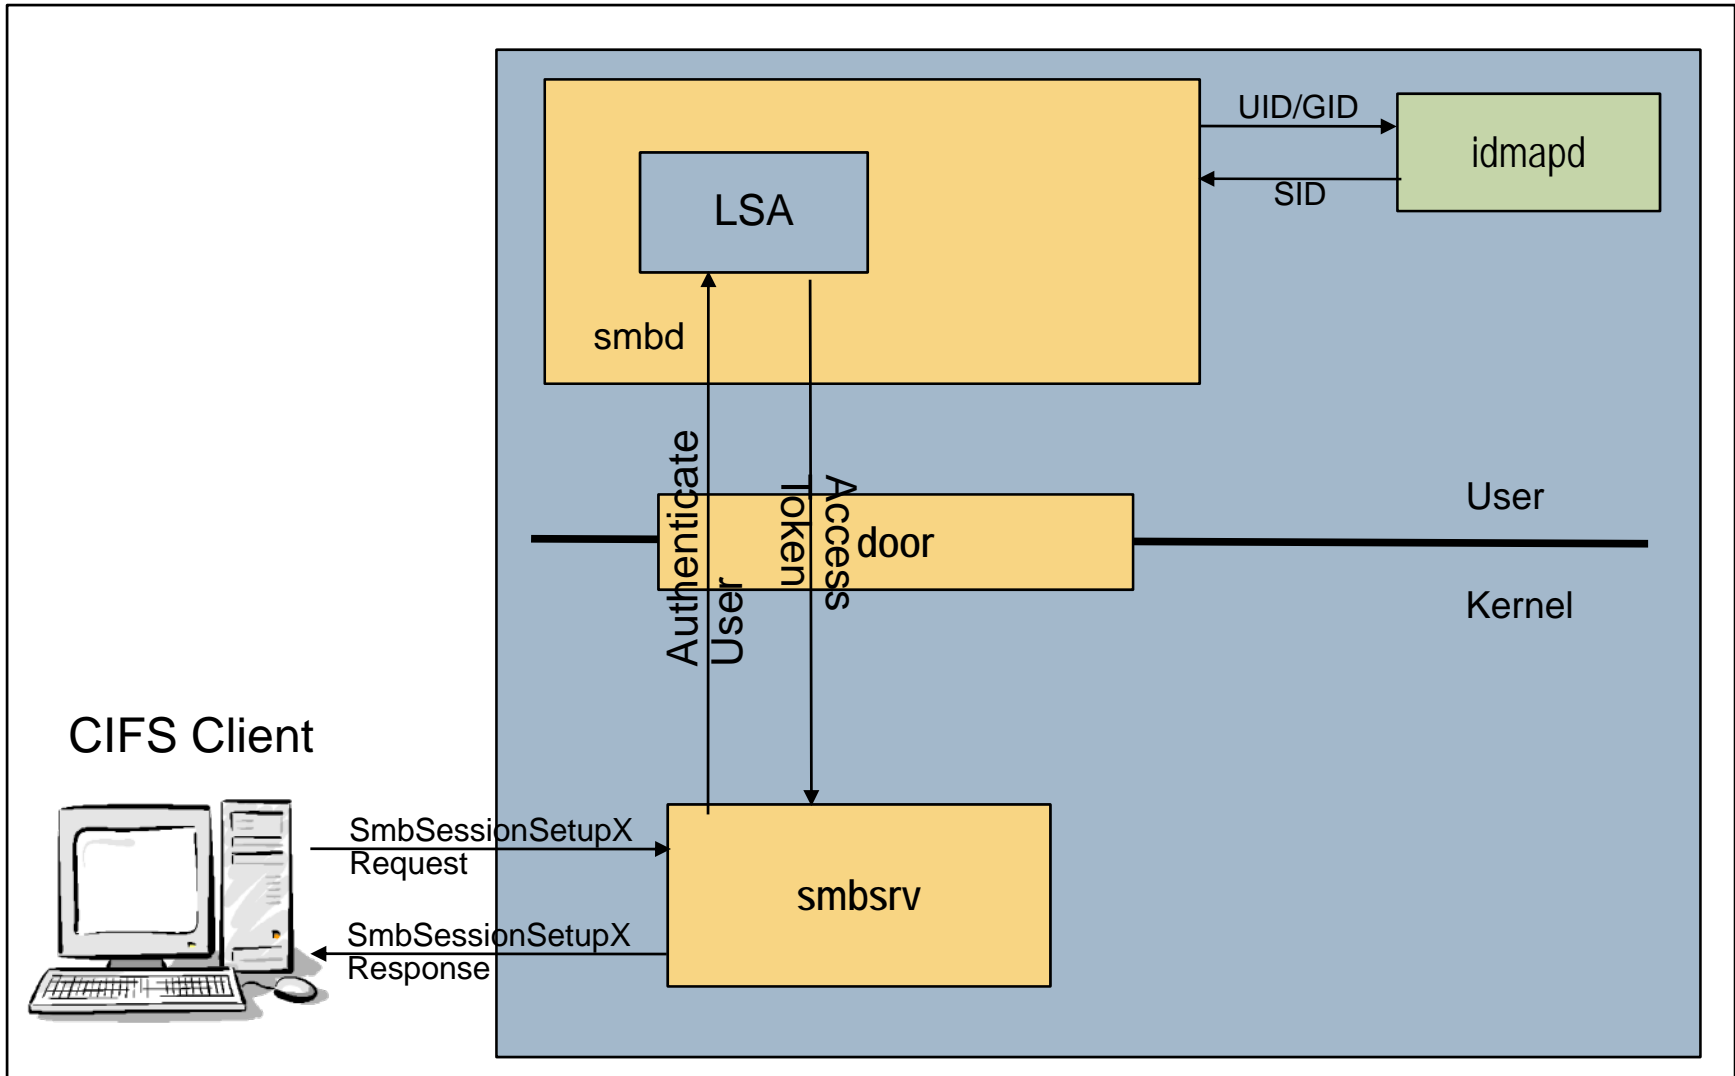 UID/GID
idmapd
SID
LSA
smbd
Authenticate
User
Access
Token
door
User
Kernel
CIFS Client
SmbSessionSetupX
Request
smbsrv
SmbSessionSetupX
Response